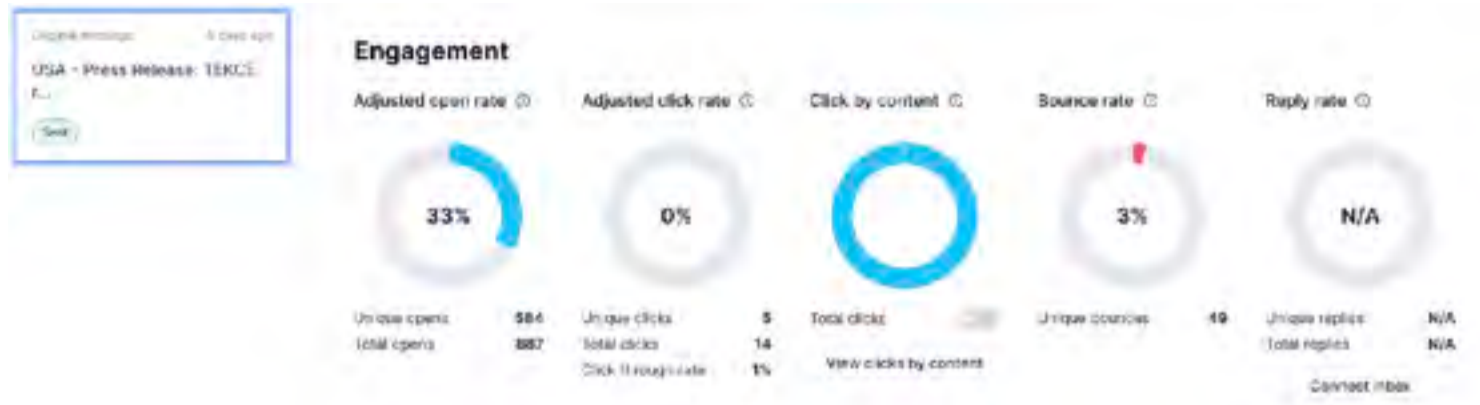 USA - Press Release: TEKCE
r...
Sent
Engagement
Adjusted open rate
Adjusted click rate
Click by content
Bounce rate
Reply rate
33%
0%
3%
N/A
Unique opens 584
Total opens 887
Unique clicks 5
Total clicks 14
Click through rate 1%
Total clicks
View clicks by content
Unique bounces 49
Unique replies N/A
Total replies N/A
Connect inbox